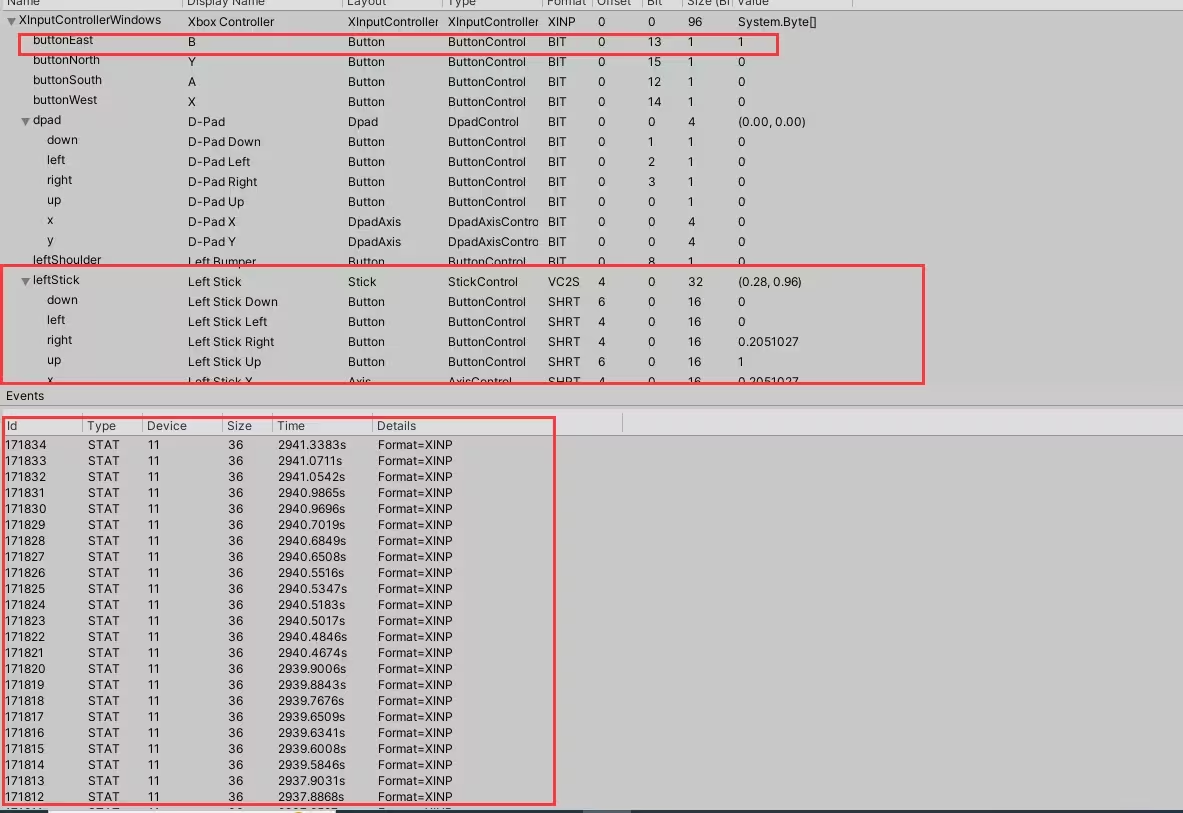 Name Display Name Layout Type Format Offset Bit Size (Bi Value
XInputControllerWindows Xbox Controller XInputController XInputController XINP 0 0 96 System.Byte[]
buttonEast B Button ButtonControl BIT 0 13 1 1
buttonNorth Y Button ButtonControl BIT 0 15 1 0
buttonSouth A Button ButtonControl BIT 0 12 1 0
buttonWest X Button ButtonControl BIT 0 14 1 0
dpad D-Pad Dpad DpadControl BIT 0 0 4 (0.00, 0.00)
down D-Pad Down Button ButtonControl BIT 0 1 1 0
left D-Pad Left Button ButtonControl BIT 0 2 1 0
right D-Pad Right Button ButtonControl BIT 0 3 1 0
up D-Pad Up Button ButtonControl BIT 0 0 1 0
x D-Pad X DpadAxis DpadAxisContro BIT 0 0 4 0
y D-Pad Y DpadAxis DpadAxisContro BIT 0 0 4 0
leftShoulder Left Bumper Button ButtonControl BIT 0 8 1 0
leftStick Left Stick Stick StickControl VC2S 4 0 32 (0.28, 0.96)
down Left Stick Down Button ButtonControl SHRT 6 0 16 0
left Left Stick Left Button ButtonControl SHRT 4 0 16 0
right Left Stick Right Button ButtonControl SHRT 4 0 16 0.2051027
up Left Stick Up Button ButtonControl SHRT 6 0 16 1
x Left Stick X Axis AxisControl SHRT 4 0 16 0.2051027
Events
Id Type Device Size Time Details
171834 STAT 11 36 2941.3383s Format=XINP
171833 STAT 11 36 2941.0711s Format=XINP
171832 STAT 11 36 2941.0542s Format=XINP
171831 STAT 11 36 2940.9865s Format=XINP
171830 STAT 11 36 2940.9696s Format=XINP
171829 STAT 11 36 2940.7019s Format=XINP
171828 STAT 11 36 2940.6849s Format=XINP
171827 STAT 11 36 2940.6508s Format=XINP
171826 STAT 11 36 2940.5516s Format=XINP
171825 STAT 11 36 2940.5347s Format=XINP
171824 STAT 11 36 2940.5183s Format=XINP
171823 STAT 11 36 2940.5017s Format=XINP
171822 STAT 11 36 2940.4846s Format=XINP
171821 STAT 11 36 2940.4674s Format=XINP
171820 STAT 11 36 2939.9006s Format=XINP
171819 STAT 11 36 2939.8843s Format=XINP
171818 STAT 11 36 2939.7676s Format=XINP
171817 STAT 11 36 2939.6509s Format=XINP
171816 STAT 11 36 2939.6341s Format=XINP
171815 STAT 11 36 2939.6008s Format=XINP
171814 STAT 11 36 2939.5846s Format=XINP
171813 STAT 11 36 2937.9031s Format=XINP
171812 STAT 11 36 2937.8868s Format=XINP